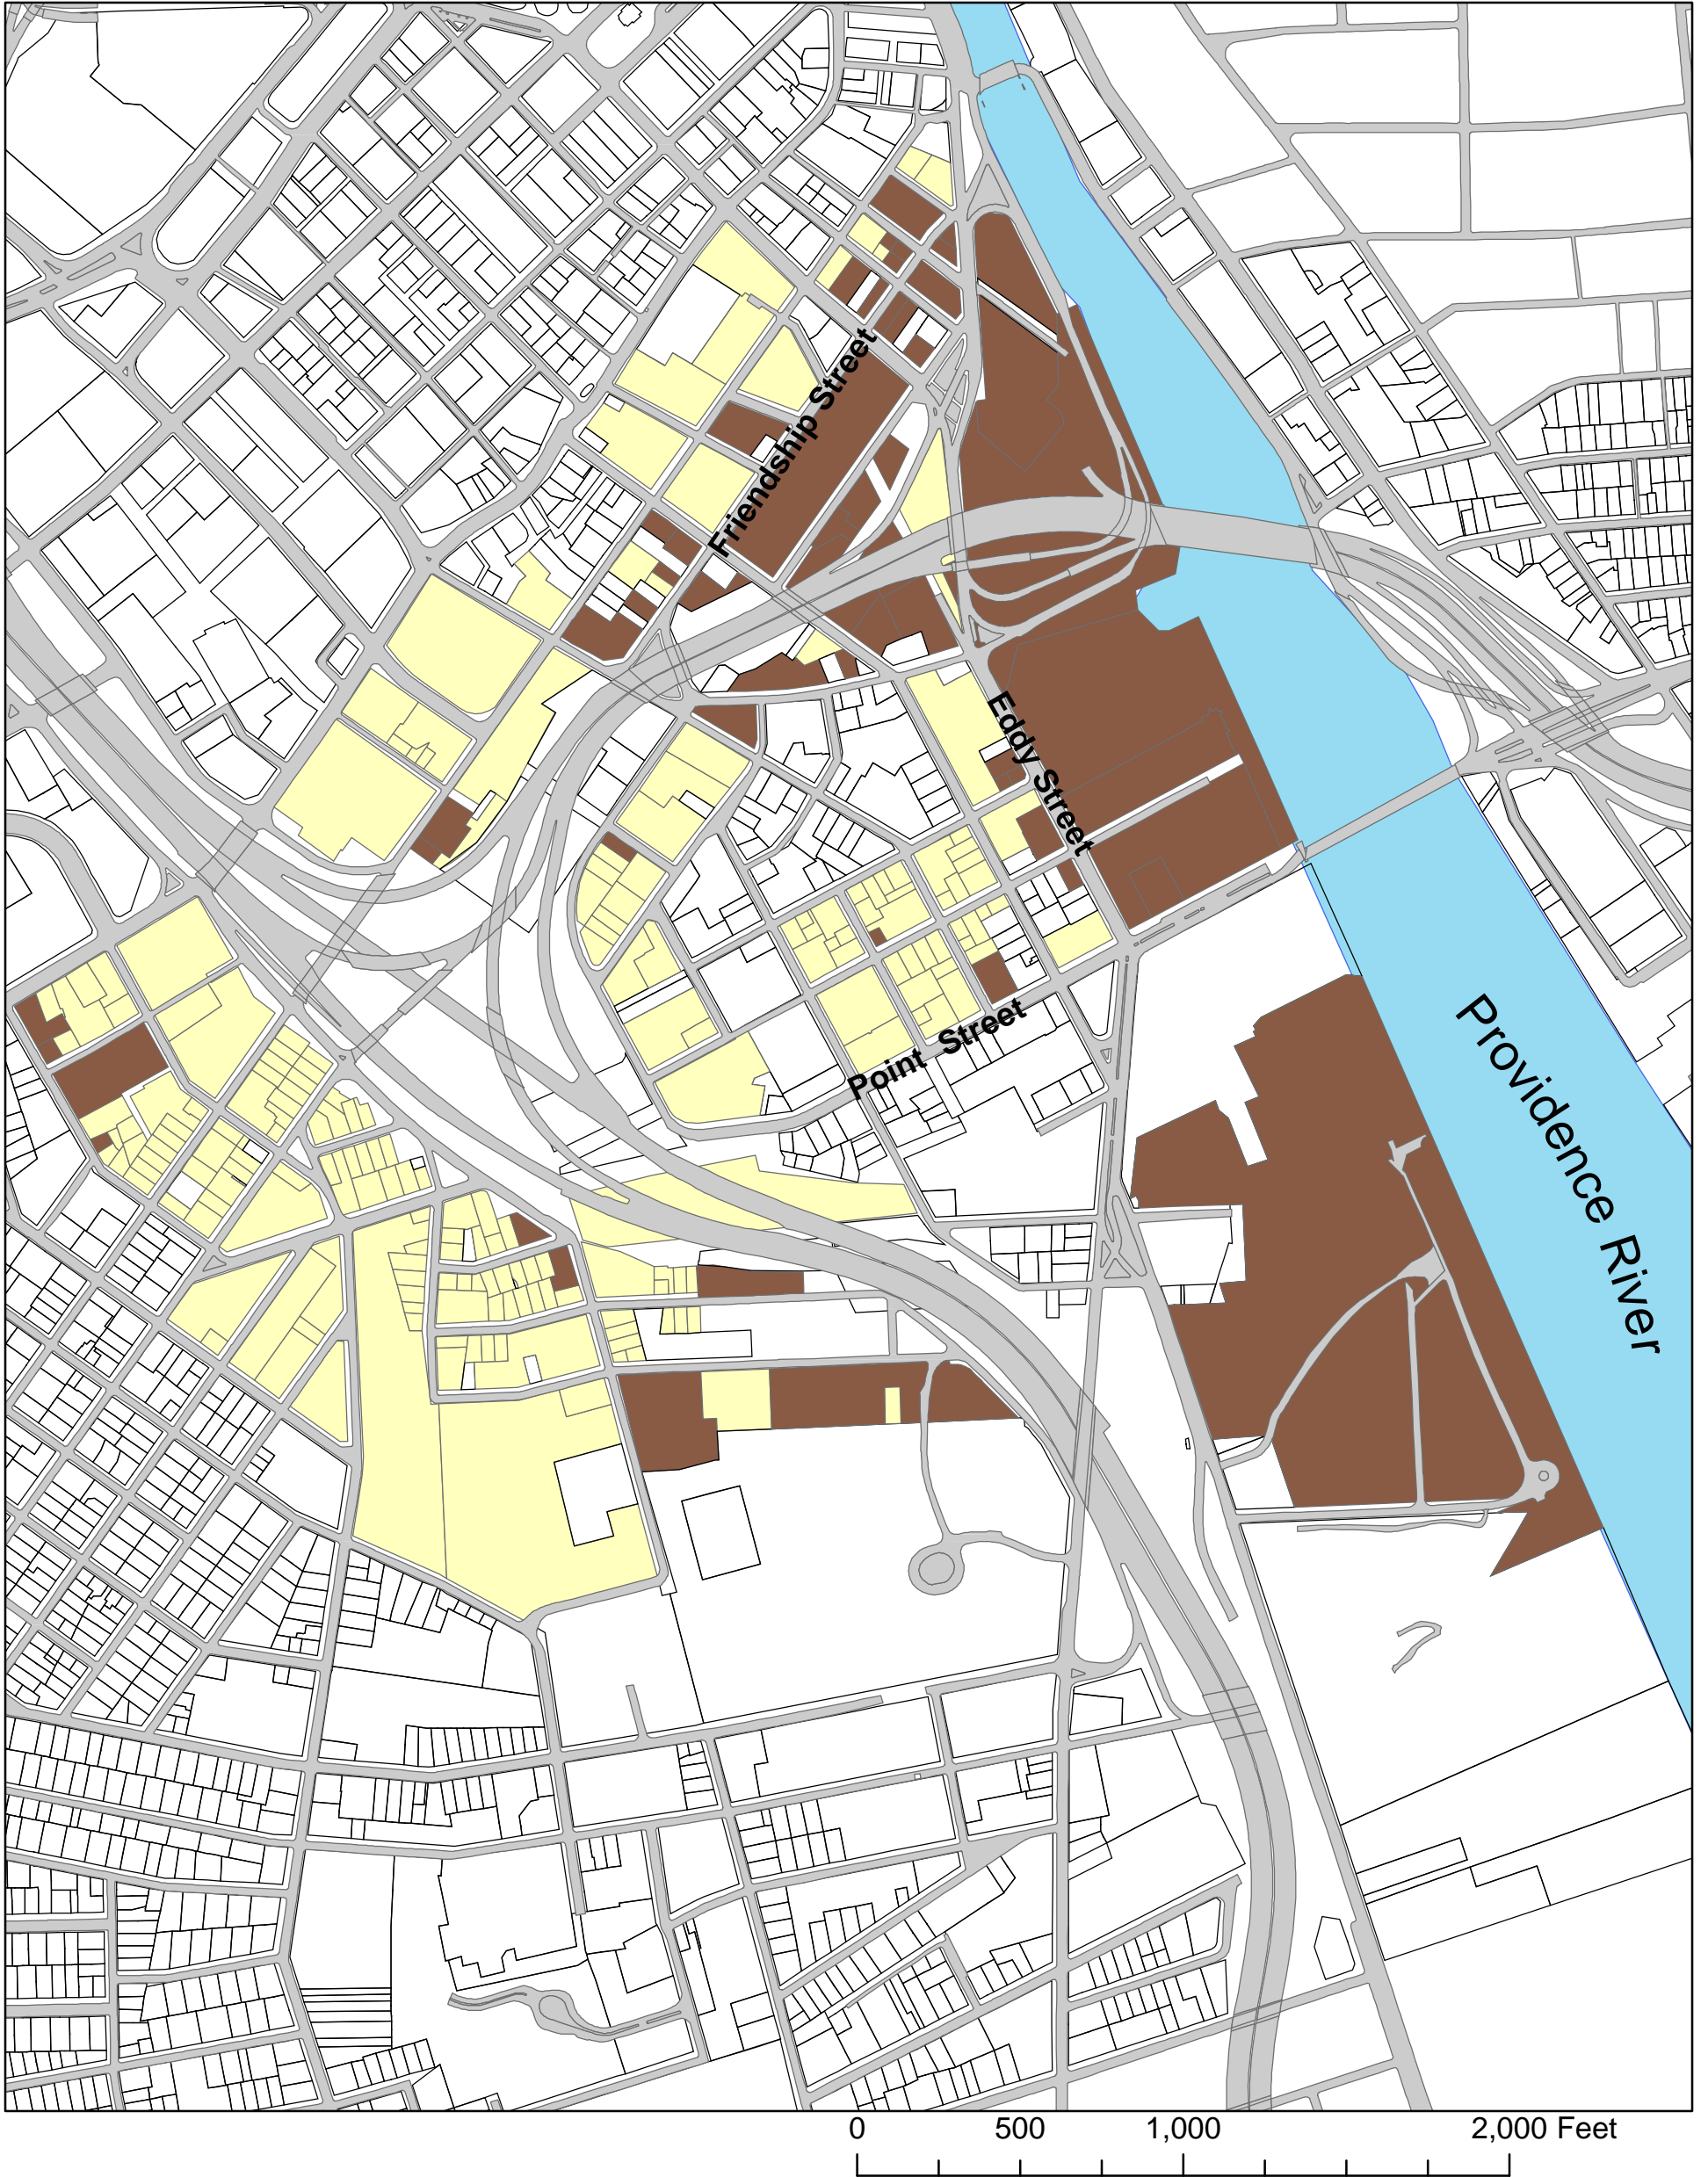 Friendship Street
Eddy Street
Point Street
Providence River
0 500 1,000 2,000 Feet